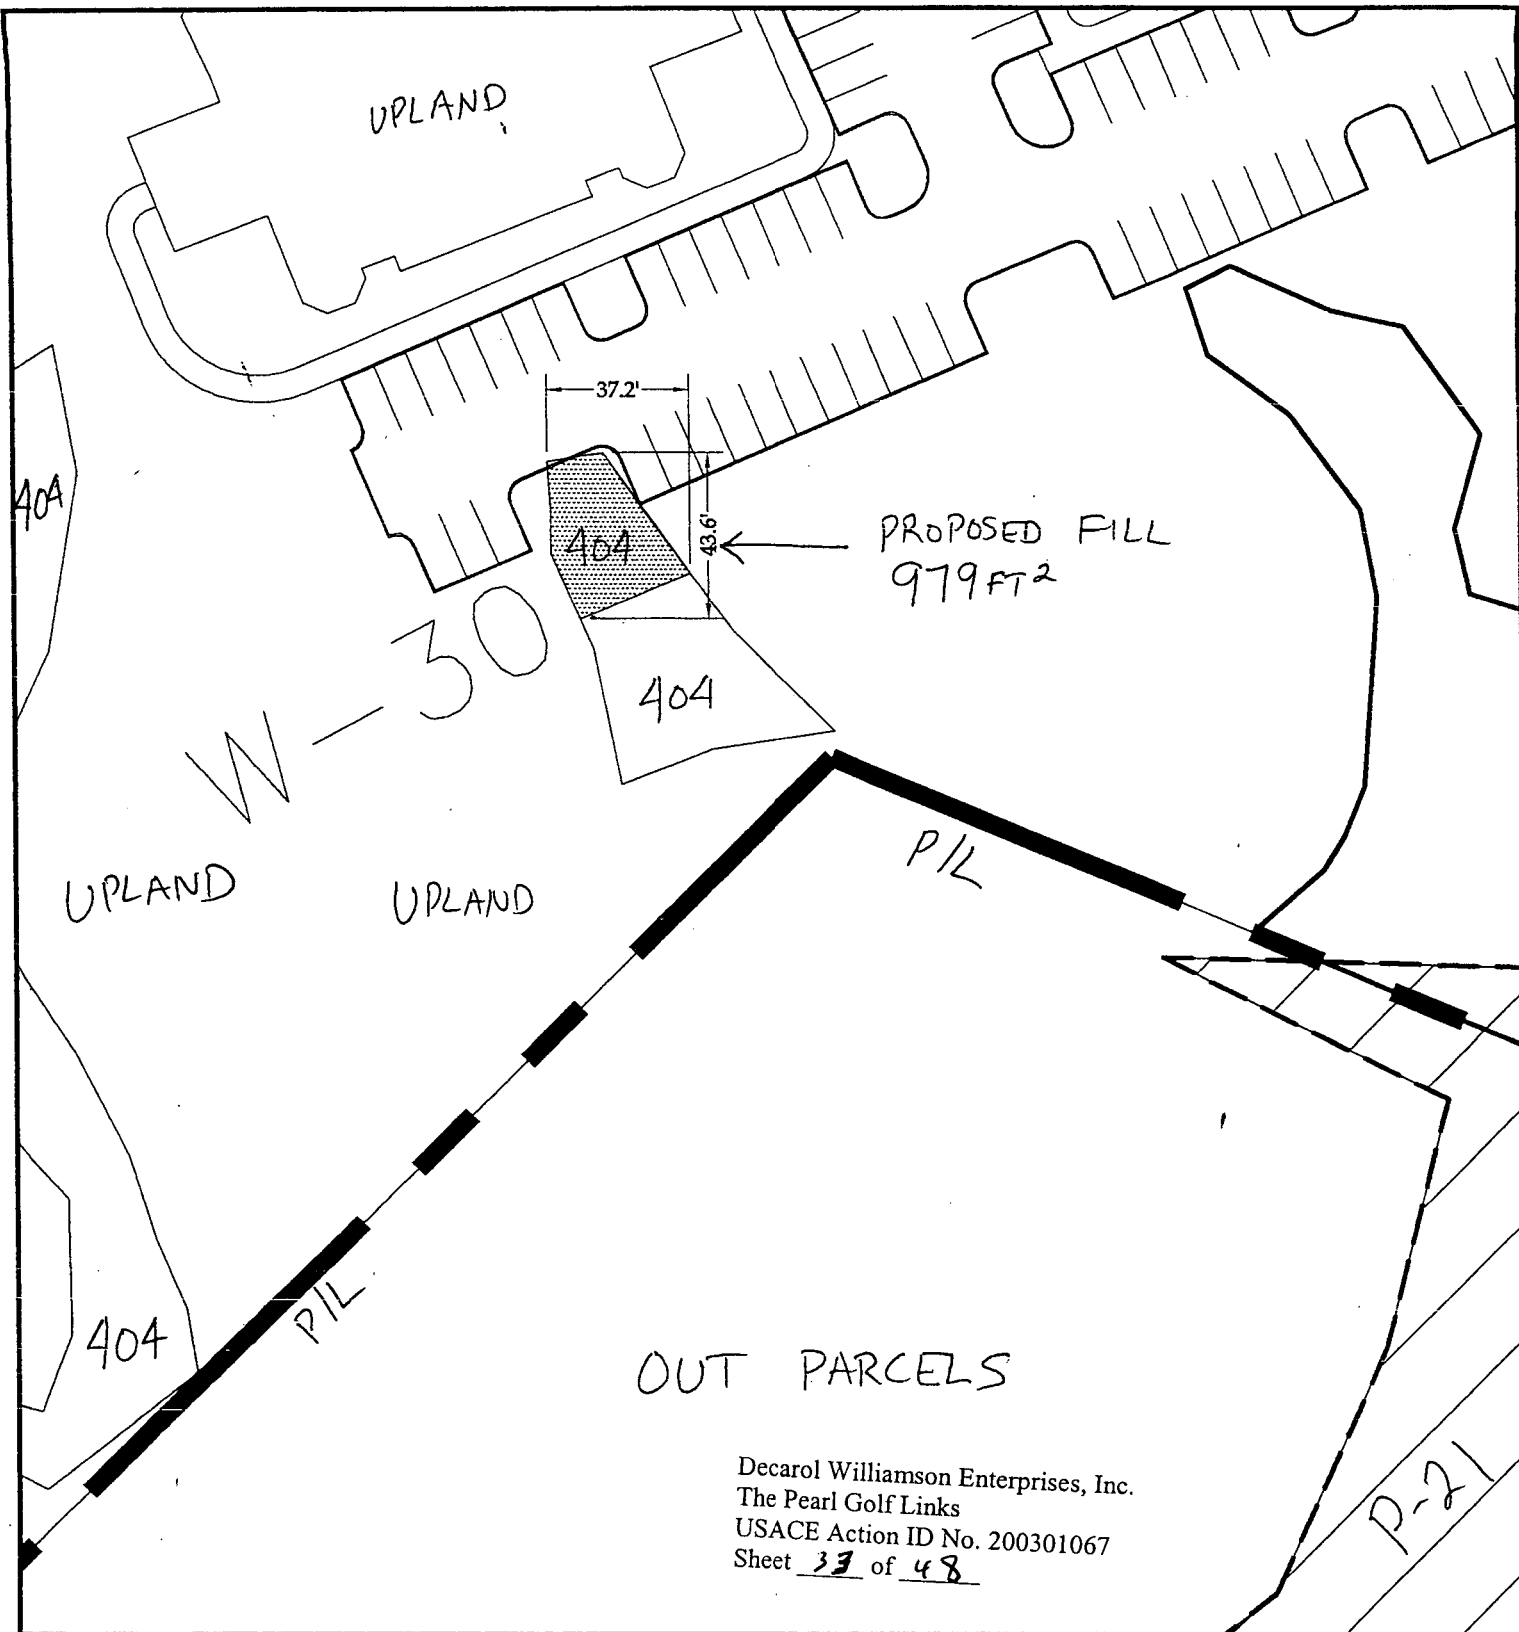 UPLAND
37.2'
404
404
43.6'
PROPOSED FILL
979 FT²
W-30
404
P/L
UPLAND
UPLAND
P/L
404
OUT PARCELS
Decarol Williamson Enterprises, Inc.
The Pearl Golf Links
USACE Action ID No. 200301067
Sheet 33 of 48
P-21